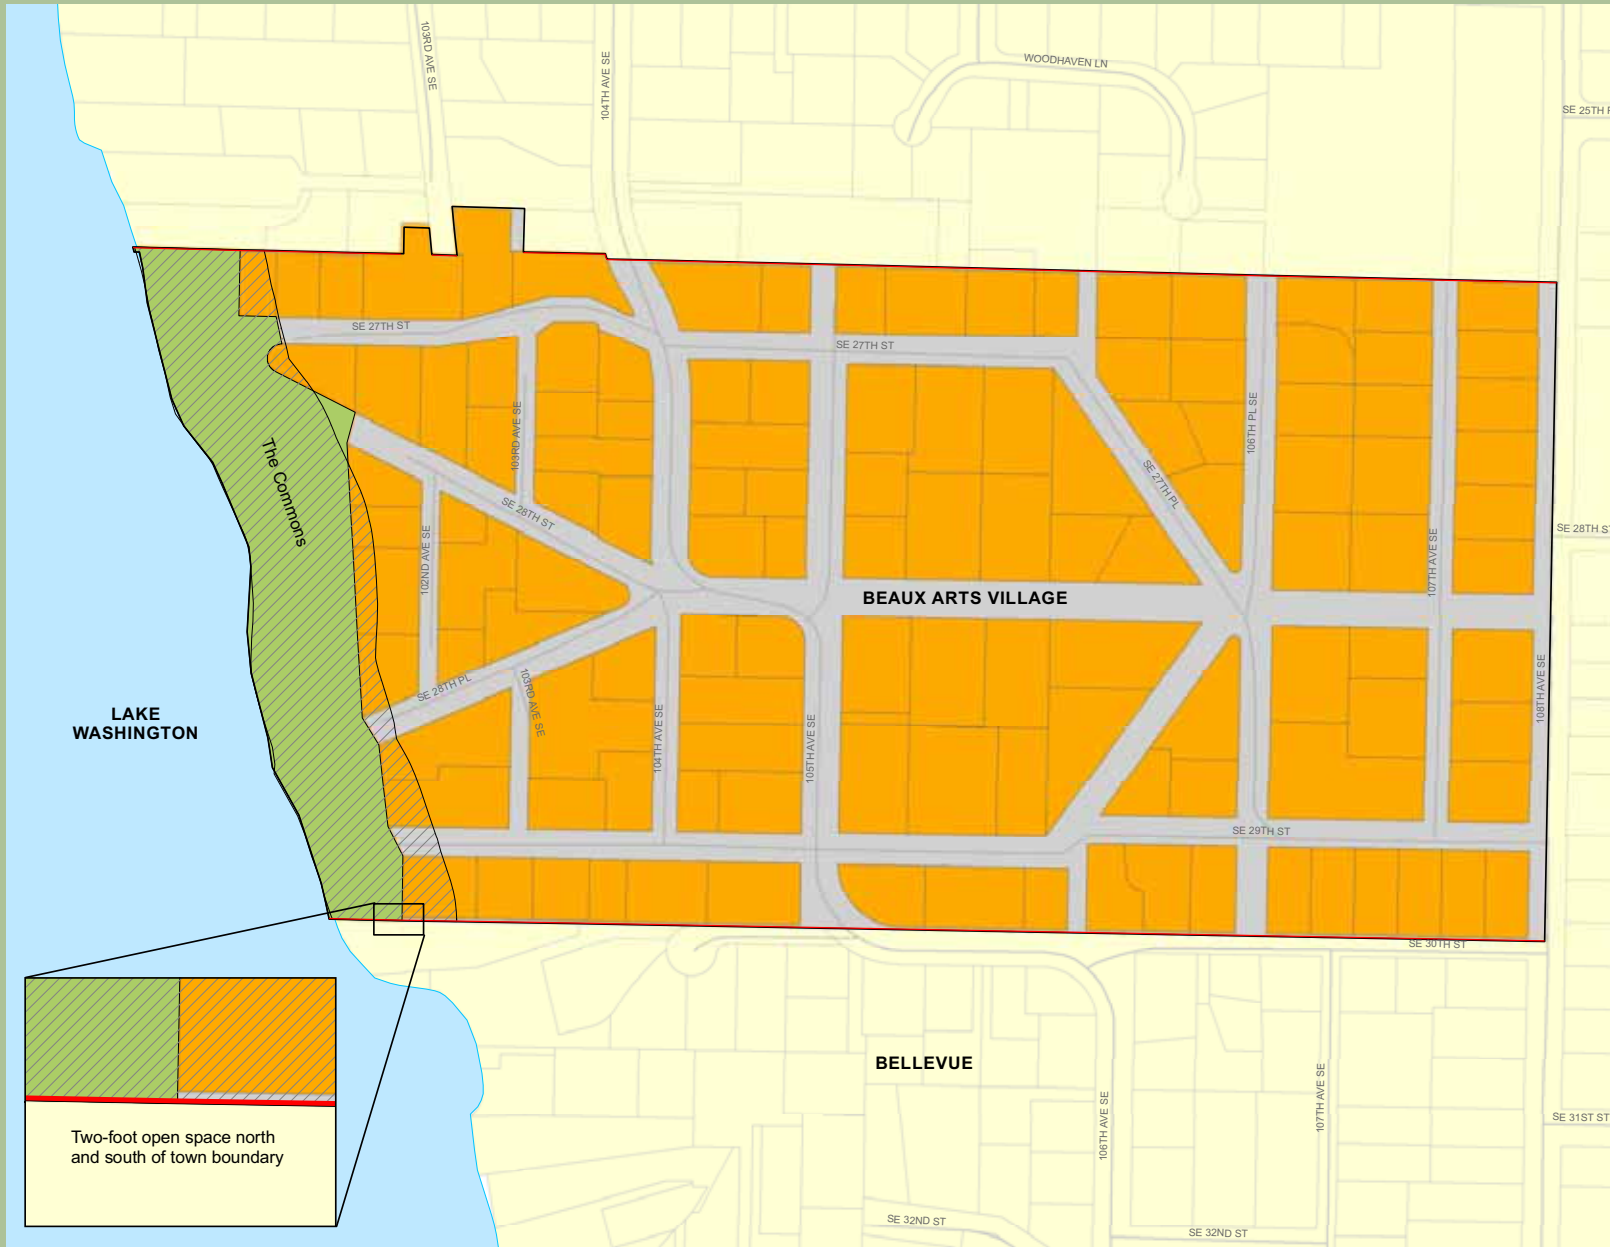 103RD AVE SE
104TH AVE SE
WOODHAVEN LN
SE 25TH P
SE 27TH ST
SE 27TH ST
The Commons
103RD AVE SE
106TH PL SE
SE 27TH PL
SE 28TH ST
SE 28TH ST
102ND AVE SE
107TH AVE SE
BEAUX ARTS VILLAGE
SE 28TH PL
103RD AVE SE
104TH AVE SE
105TH AVE SE
108TH AVE SE
LAKE
WASHINGTON
SE 29TH ST
SE 30TH ST
BELLEVUE
106TH AVE SE
107TH AVE SE
SE 31ST ST
Two-foot open space north
and south of town boundary
SE 32ND ST
SE 32ND ST